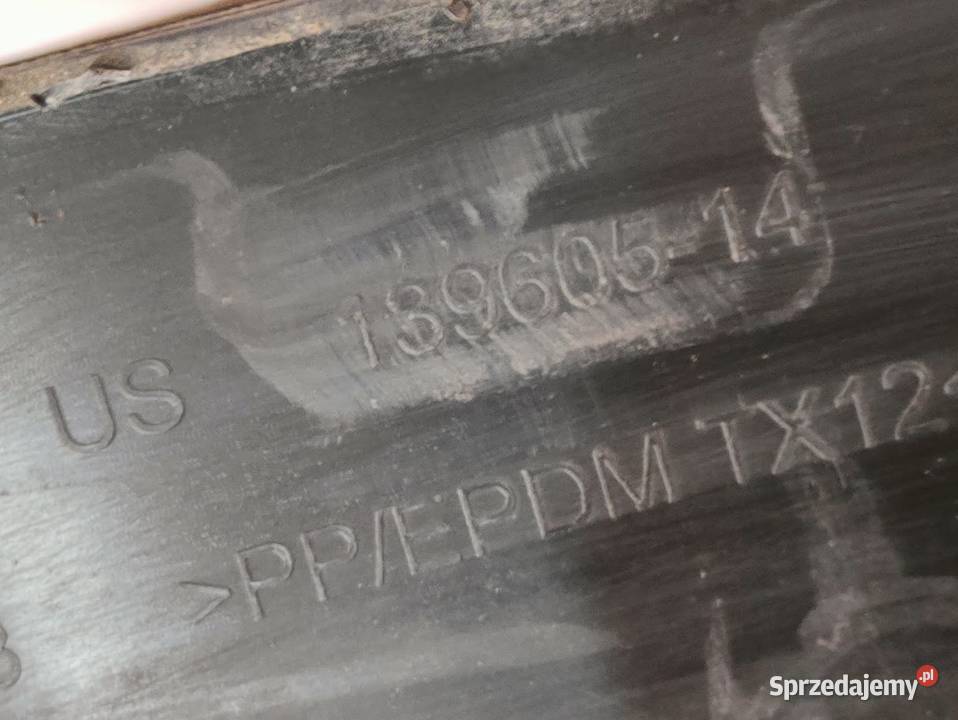 139605-14
US
>PP/EPDM TX12
Sprzedajemy.pl